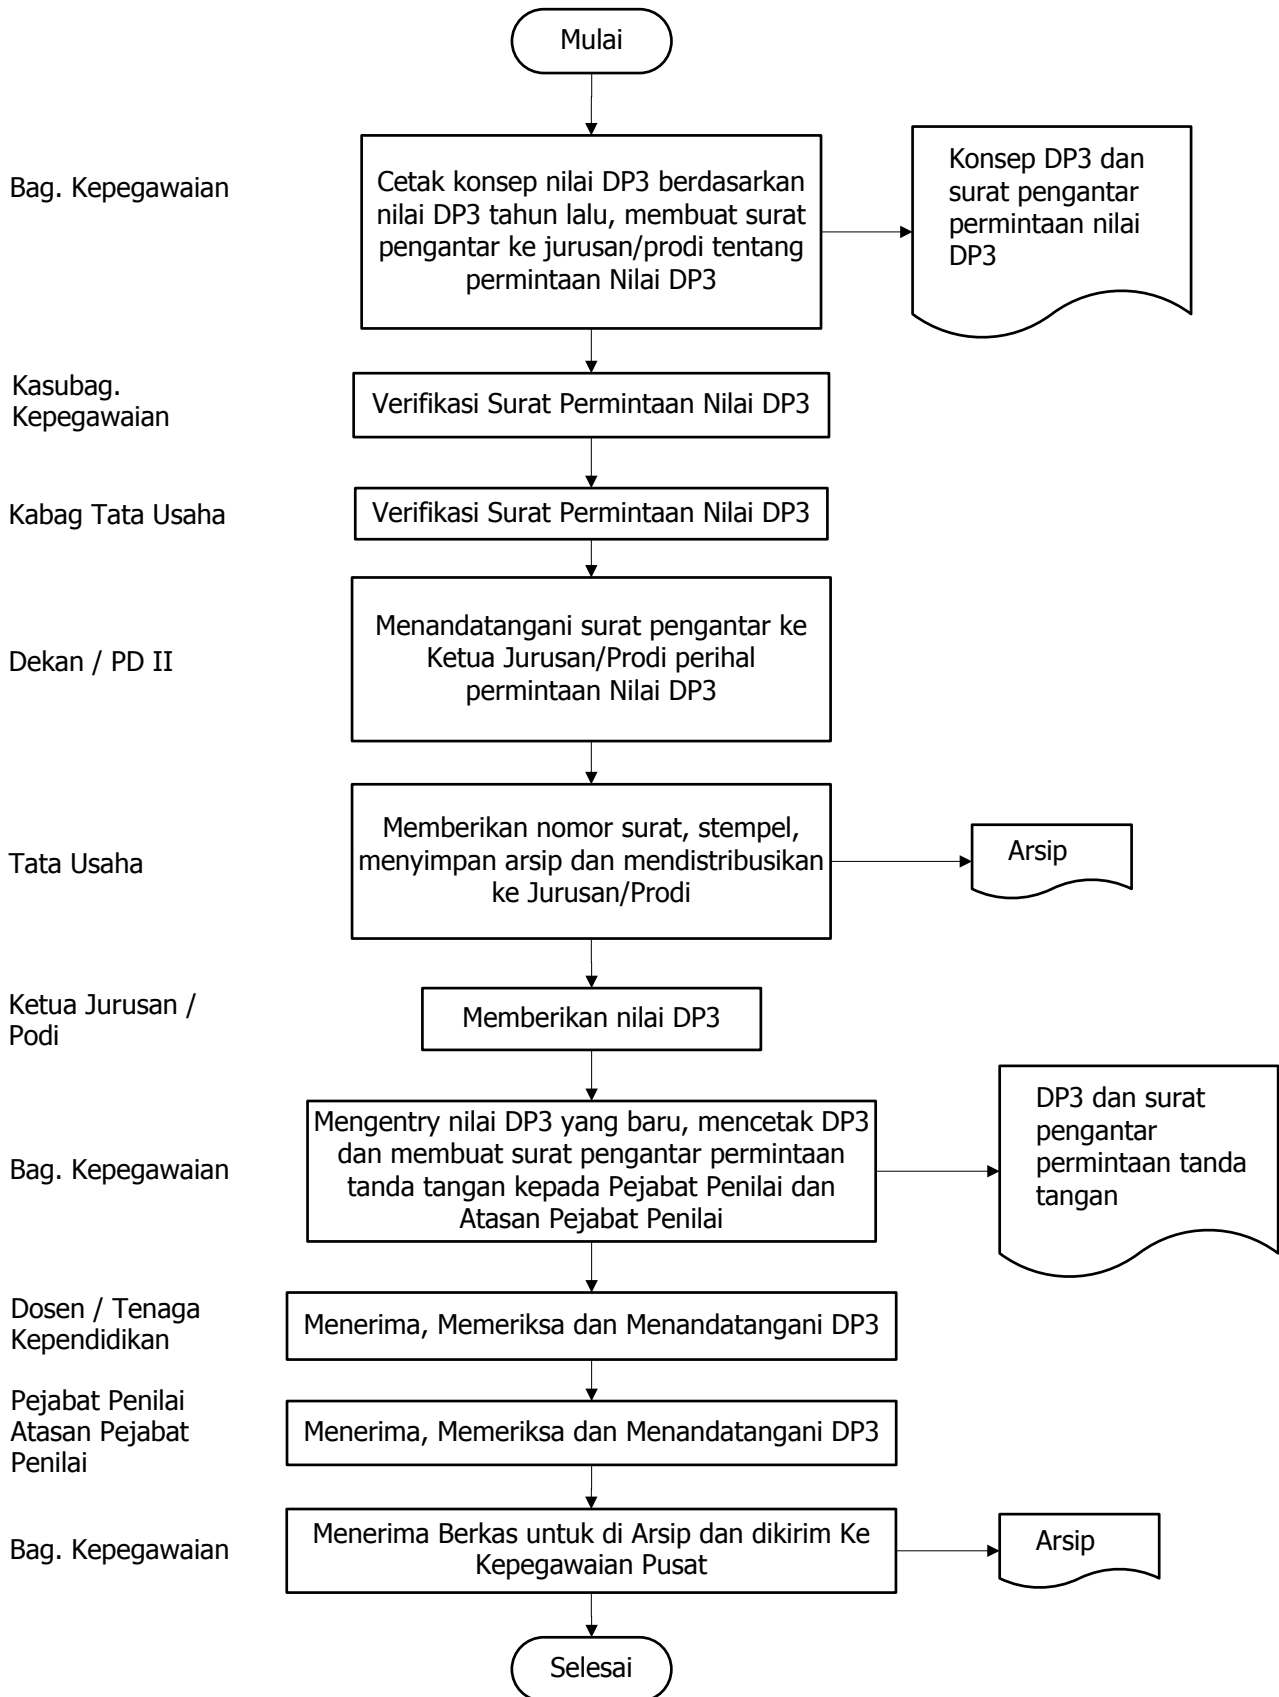 Mulai
Bag. Kepegawaian
Cetak konsep nilai DP3 berdasarkan
nilai DP3 tahun lalu, membuat surat
pengantar ke jurusan/prodi tentang
permintaan Nilai DP3
Konsep DP3 dan
surat pengantar
permintaan nilai
DP3
Kasubag.
Kepegawaian
Verifikasi Surat Permintaan Nilai DP3
Kabag Tata Usaha
Verifikasi Surat Permintaan Nilai DP3
Dekan / PD II
Menandatangani surat pengantar ke
Ketua Jurusan/Prodi perihal
permintaan Nilai DP3
Tata Usaha
Memberikan nomor surat, stempel,
menyimpan arsip dan mendistribusikan
ke Jurusan/Prodi
Arsip
Ketua Jurusan /
Podi
Memberikan nilai DP3
Bag. Kepegawaian
Mengentry nilai DP3 yang baru, mencetak DP3
dan membuat surat pengantar permintaan
tanda tangan kepada Pejabat Penilai dan
Atasan Pejabat Penilai
DP3 dan surat
pengantar
permintaan tanda
tangan
Dosen / Tenaga
Kependidikan
Menerima, Memeriksa dan Menandatangani DP3
Pejabat Penilai
Atasan Pejabat
Penilai
Menerima, Memeriksa dan Menandatangani DP3
Bag. Kepegawaian
Menerima Berkas untuk di Arsip dan dikirim Ke
Kepegawaian Pusat
Arsip
Selesai